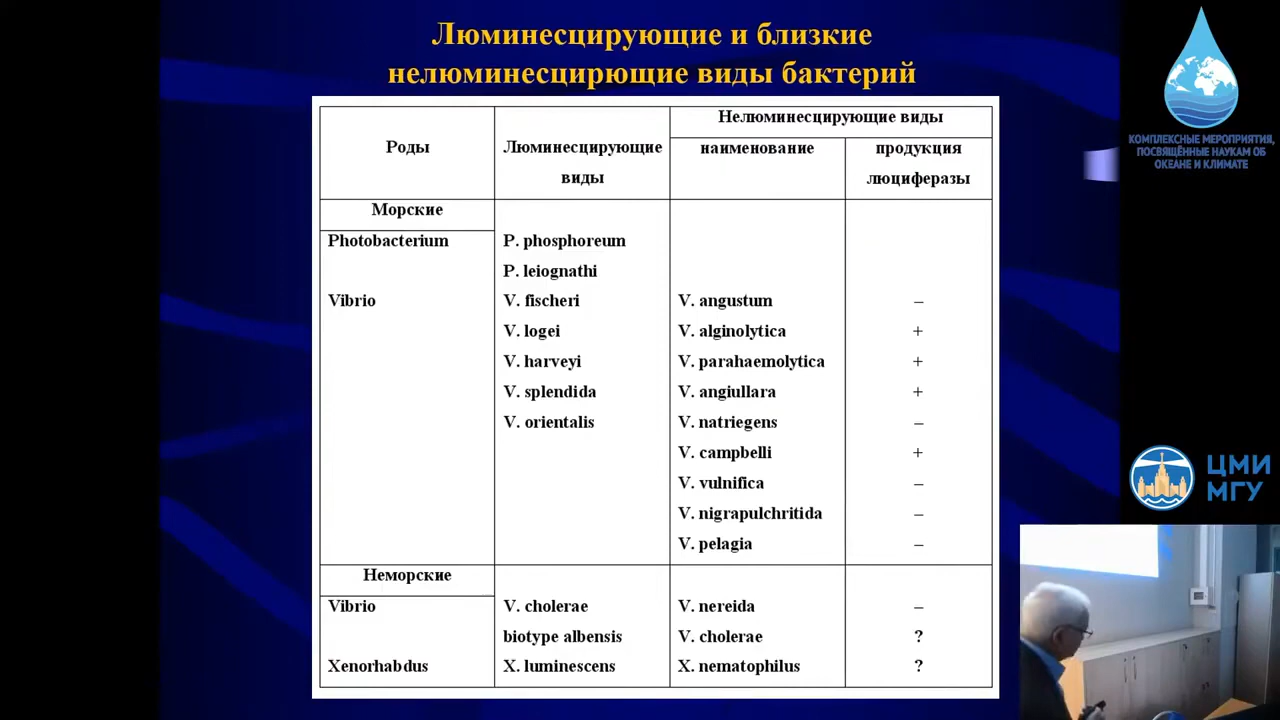 Люминесцирующие и близкие
нелюминесцирющие виды бактерий
Роды
Люминесцирующие
виды
Нелюминесцирующие виды
наименование
продукция
люциферазы
Морские
Photobacterium P. phosphoreum
P. leiognathi
Vibrio V. fischeri V. angustum –
V. logei V. alginolytica +
V. harveyi V. parahaemolytica +
V. splendida V. angiullara +
V. orientalis V. natriegens –
V. campbelli +
V. vulnifica –
V. nigrapulchritida –
V. pelagia –
Неморские
Vibrio V. cholerae V. nereida –
biotype albensis V. cholerae ?
Xenorhabdus X. luminescens X. nematophilus ?
КОМПЛЕКСНЫЕ МЕРОПРИЯТИЯ,
ПОСВЯЩЁННЫЕ НАУКАМ ОБ
ОКЕАНЕ И КЛИМАТЕ
ЦМИ
МГУ